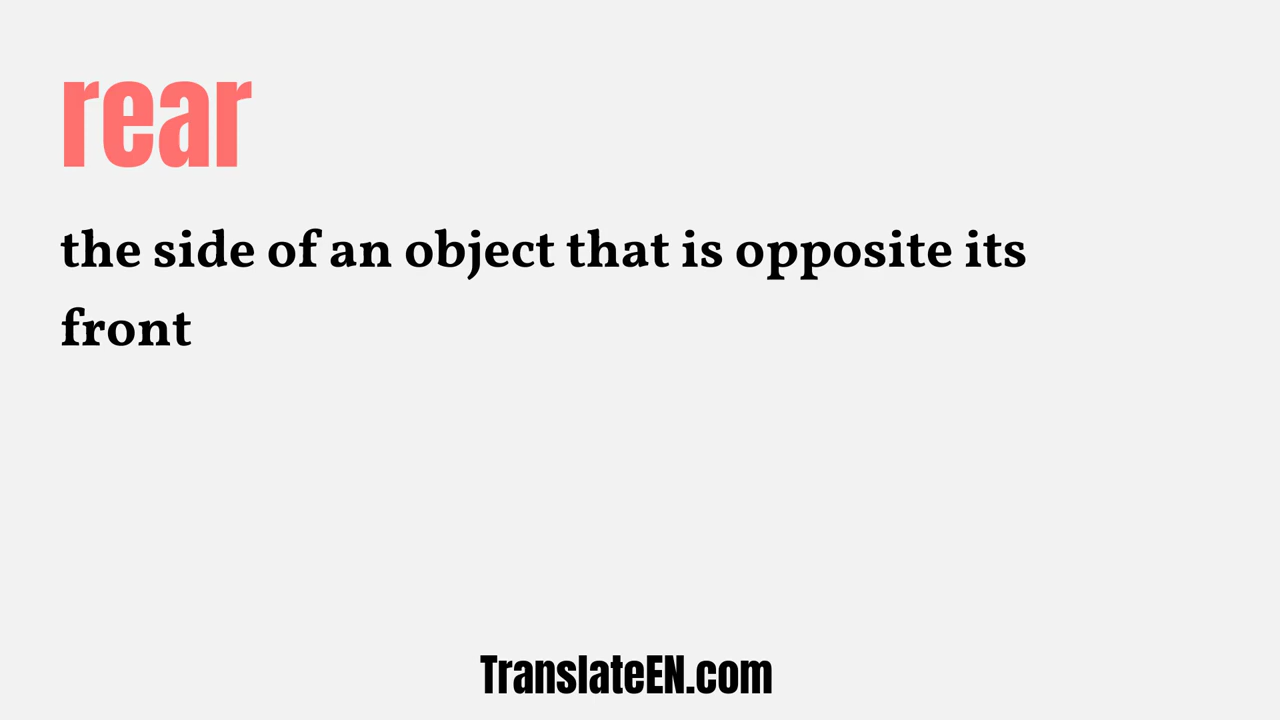 rear
the side of an object that is opposite its
front
TranslateEN.com